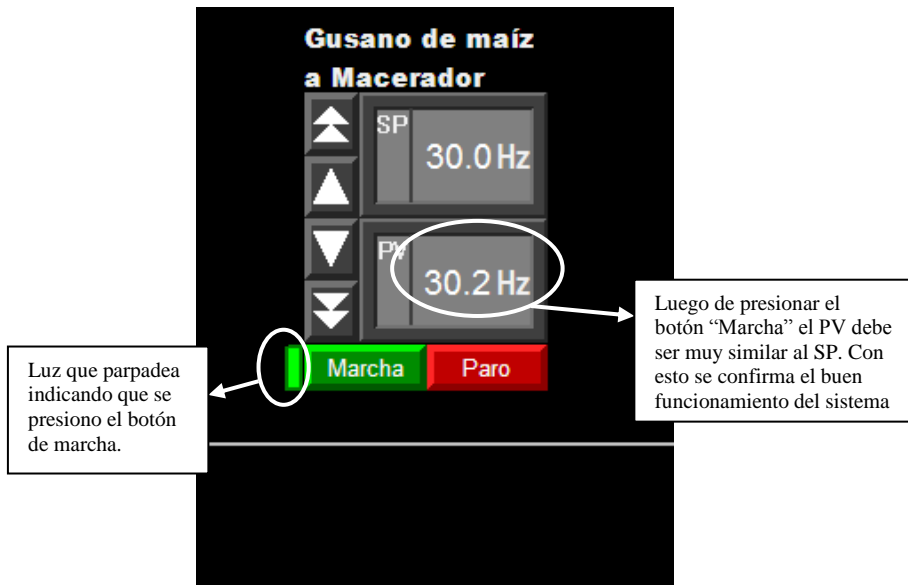 Gusano de maíz
a Macerador
SP
30.0 Hz
PV
30.2 Hz
Marcha
Paro
Luego de presionar el
botón “Marcha” el PV debe
ser muy similar al SP. Con
esto se confirma el buen
funcionamiento del sistema
Luz que parpadea
indicando que se
presiono el botón
de marcha.